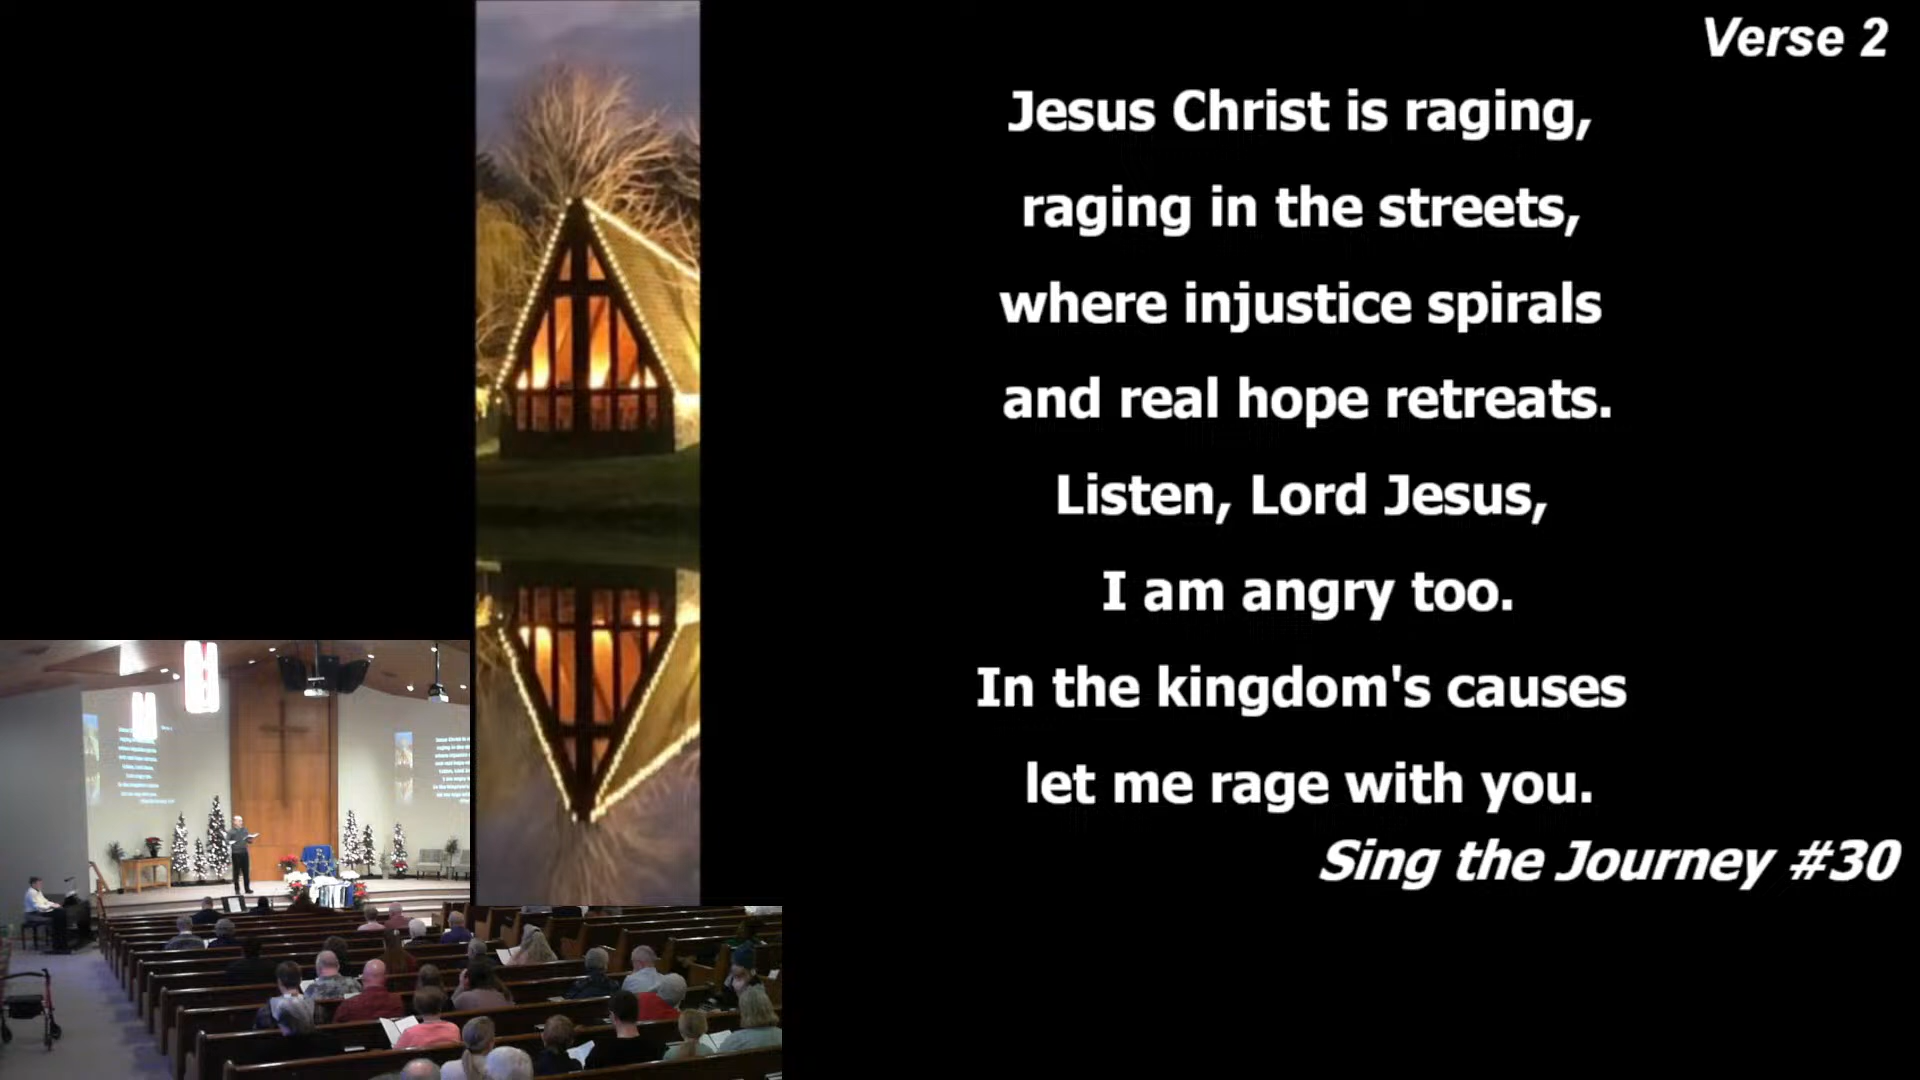 Verse 2
Jesus Christ is raging,
raging in the streets,
where injustice spirals
and real hope retreats.
Listen, Lord Jesus,
I am angry too.
In the kingdom's causes
let me rage with you.
Sing the Journey #30